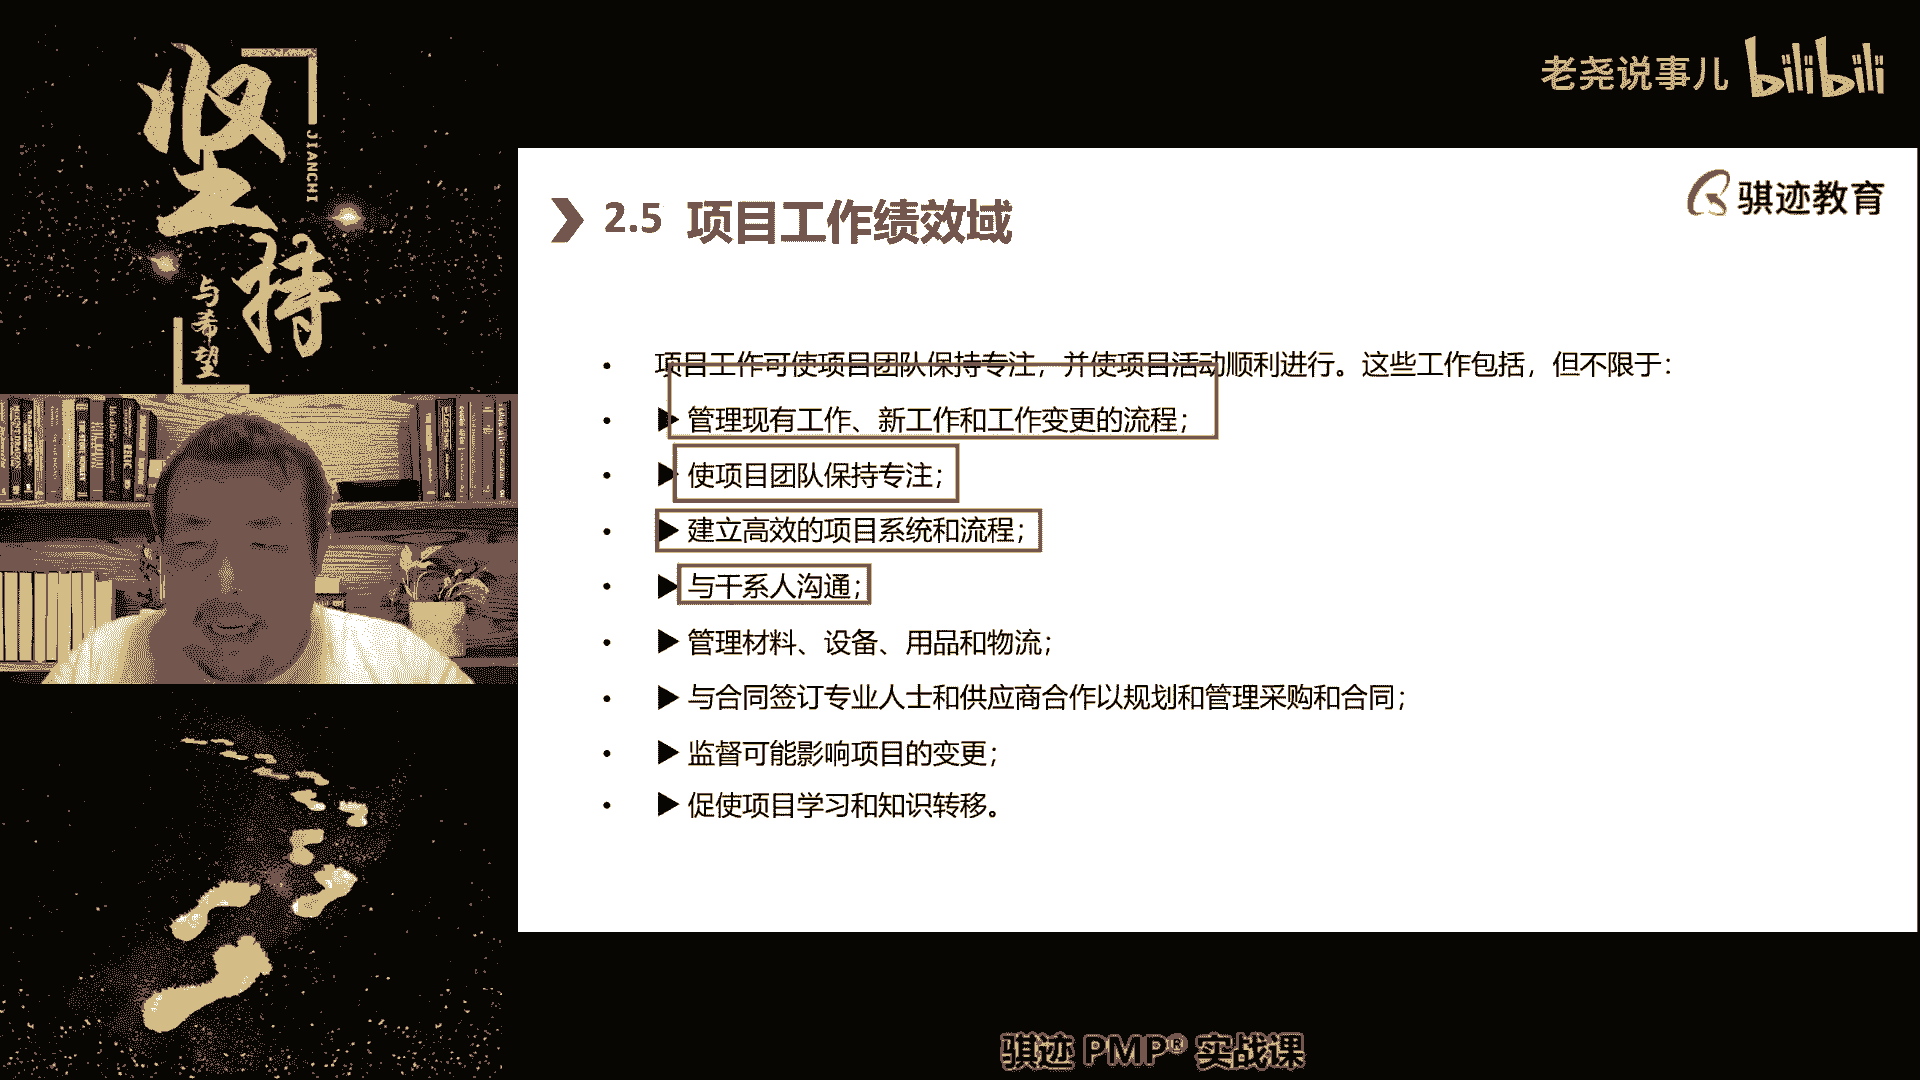 坚持
JIANCHI
与希望
老尧说事儿 bilibili
骐迹教育
2.5 项目工作绩效域
• 项目工作可使项目团队保持专注，并使项目活动顺利进行。这些工作包括，但不限于：
• ▶ 管理现有工作、新工作和工作变更的流程；
• ▶ 使项目团队保持专注；
• ▶ 建立高效的项目系统和流程；
• ▶ 与干系人沟通；
• ▶ 管理材料、设备、用品和物流；
• ▶ 与合同签订专业人士和供应商合作以规划和管理采购和合同；
• ▶ 监督可能影响项目的变更；
• ▶ 促使项目学习和知识转移。
骐迹 PMP® 实战课